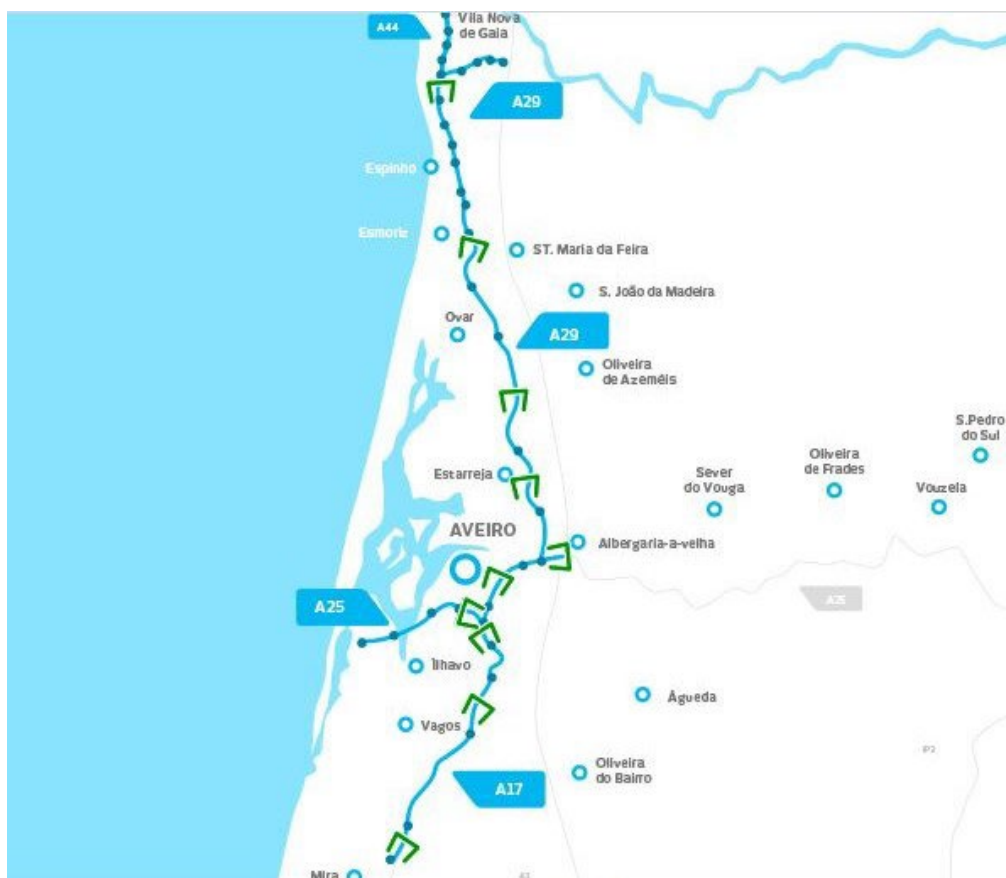 A44
Vila Nova
de Gaia
A29
Espinho
Esmoriz
ST. Maria da Feira
S. João da Madeira
Ovar
A29
Oliveira
de Azeméis
S.Pedro
do Sul
Oliveira
de Frades
Sever
do Vouga
Estarreja
Vouzela
AVEIRO
Albergaria-a-velha
A25
A25
Ílhavo
Águeda
Vagos
IP3
Oliveira
do Bairro
A17
Mira